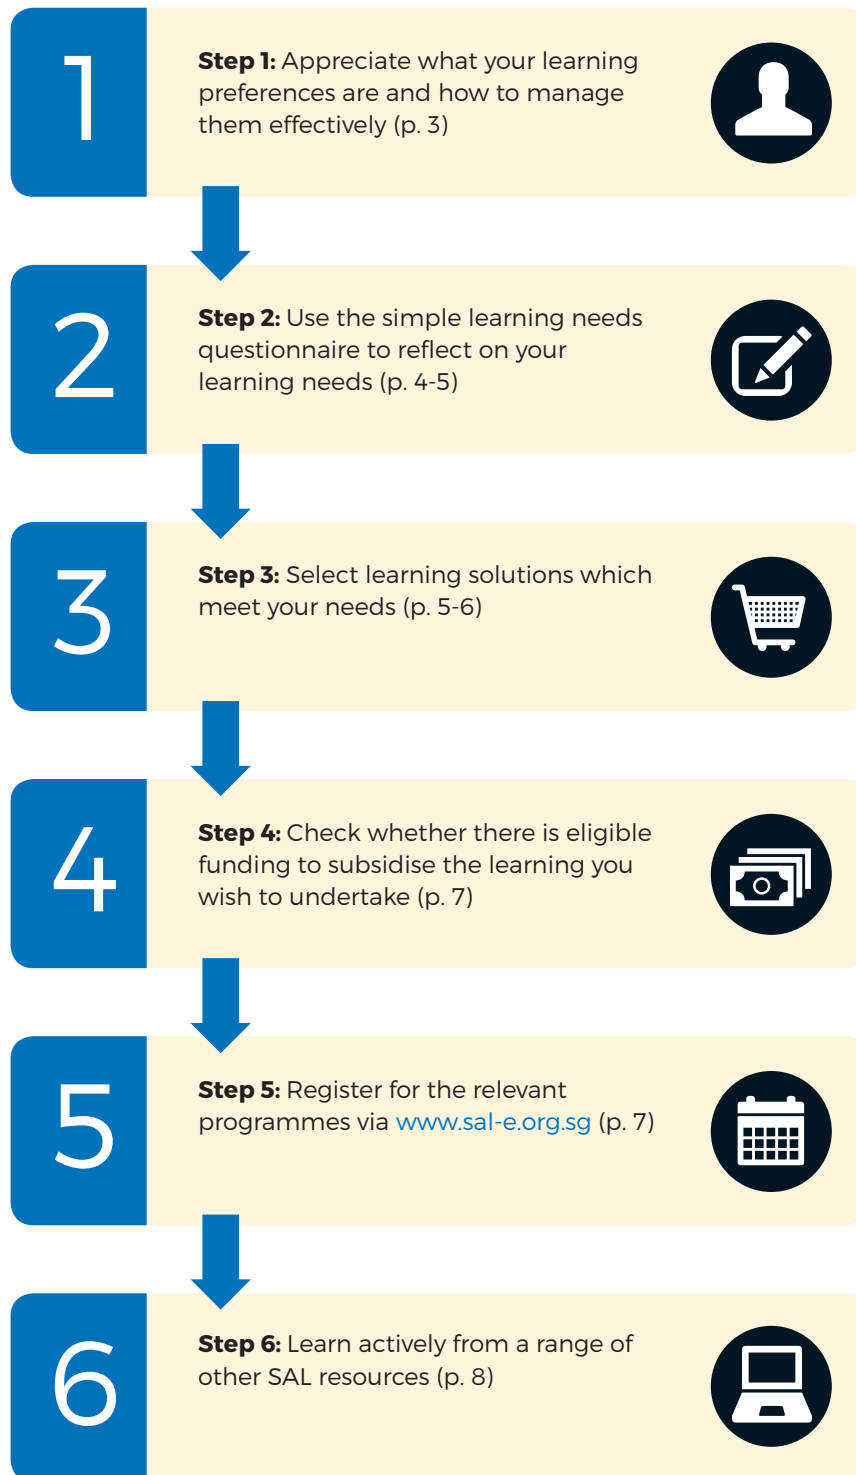 1
Step 1: Appreciate what your learning
preferences are and how to manage
them effectively (p. 3)
2
Step 2: Use the simple learning needs
questionnaire to reflect on your
learning needs (p. 4-5)
3
Step 3: Select learning solutions which
meet your needs (p. 5-6)
4
Step 4: Check whether there is eligible
funding to subsidise the learning you
wish to undertake (p. 7)
5
Step 5: Register for the relevant
programmes via www.sal-e.org.sg (p. 7)
6
Step 6: Learn actively from a range of
other SAL resources (p. 8)